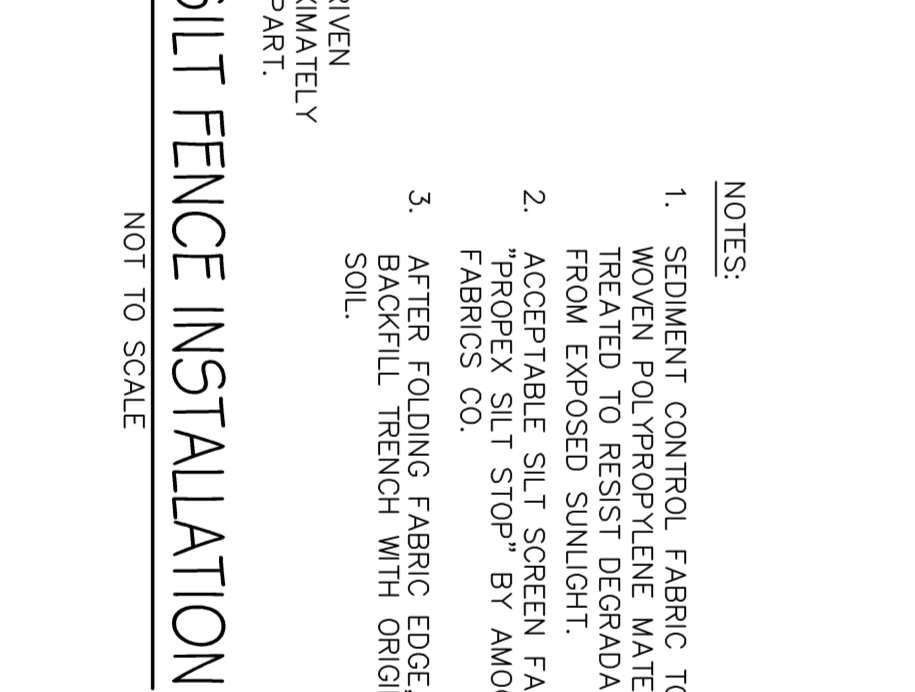 NOTES:
1. SEDIMENT CONTROL FABRIC TO
WOVEN POLYPROPYLENE MATE
TREATED TO RESIST DEGRADA
FROM EXPOSED SUNLIGHT.
2. ACCEPTABLE SILT SCREEN FA
"PROPEX SILT STOP" BY AMOC
FABRICS CO.
3. AFTER FOLDING FABRIC EDGE,
BACKFILL TRENCH WITH ORIGI
SOIL.
RIVEN
XIMATELY
PART.
SILT FENCE INSTALLATION
NOT TO SCALE